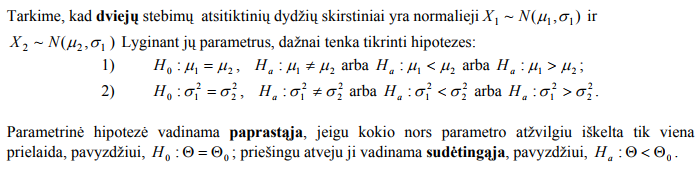 Tarkime, kad dviejų stebimų atsitiktinių dydžių skirstiniai yra normalieji X₁ ~ N(μ₁,σ₁) ir
X₂ ~ N(μ₂,σ₁) Lyginant jų parametrus, dažnai tenka tikrinti hipotezes:
1) H₀ : μ₁ = μ₂, Hₐ : μ₁ ≠ μ₂ arba Hₐ : μ₁ < μ₂ arba Hₐ : μ₁ > μ₂;
2) H₀ : σ₁² = σ₂², Hₐ : σ₁² ≠ σ₂² arba Hₐ : σ₁² < σ₂² arba Hₐ : σ₁² > σ₂².
Parametrinė hipotezė vadinama paprastąja, jeigu kokio nors parametro atžvilgiu iškelta tik viena
prielaida, pavyzdžiui, H₀ : Θ = Θ₀; priešingu atveju ji vadinama sudėtingąja, pavyzdžiui, Hₐ : Θ < Θ₀.